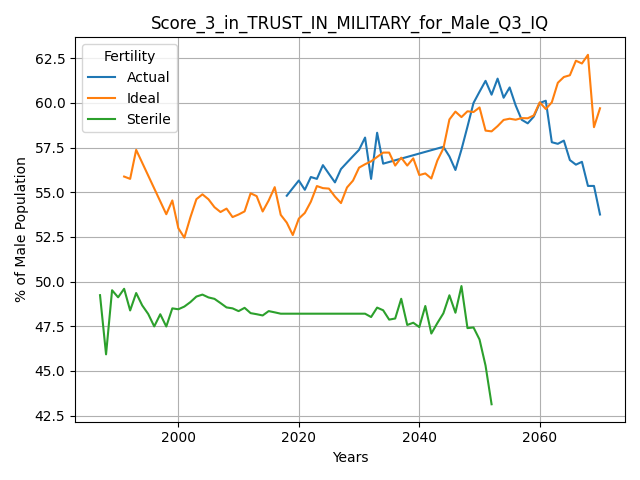 Score_3_in_TRUST_IN_MILITARY_for_Male_Q3_IQ
Fertility
Actual
Ideal
Sterile
% of Male Population
62.5
60.0
57.5
55.0
52.5
50.0
47.5
45.0
42.5
2000
2020
2040
2060
Years